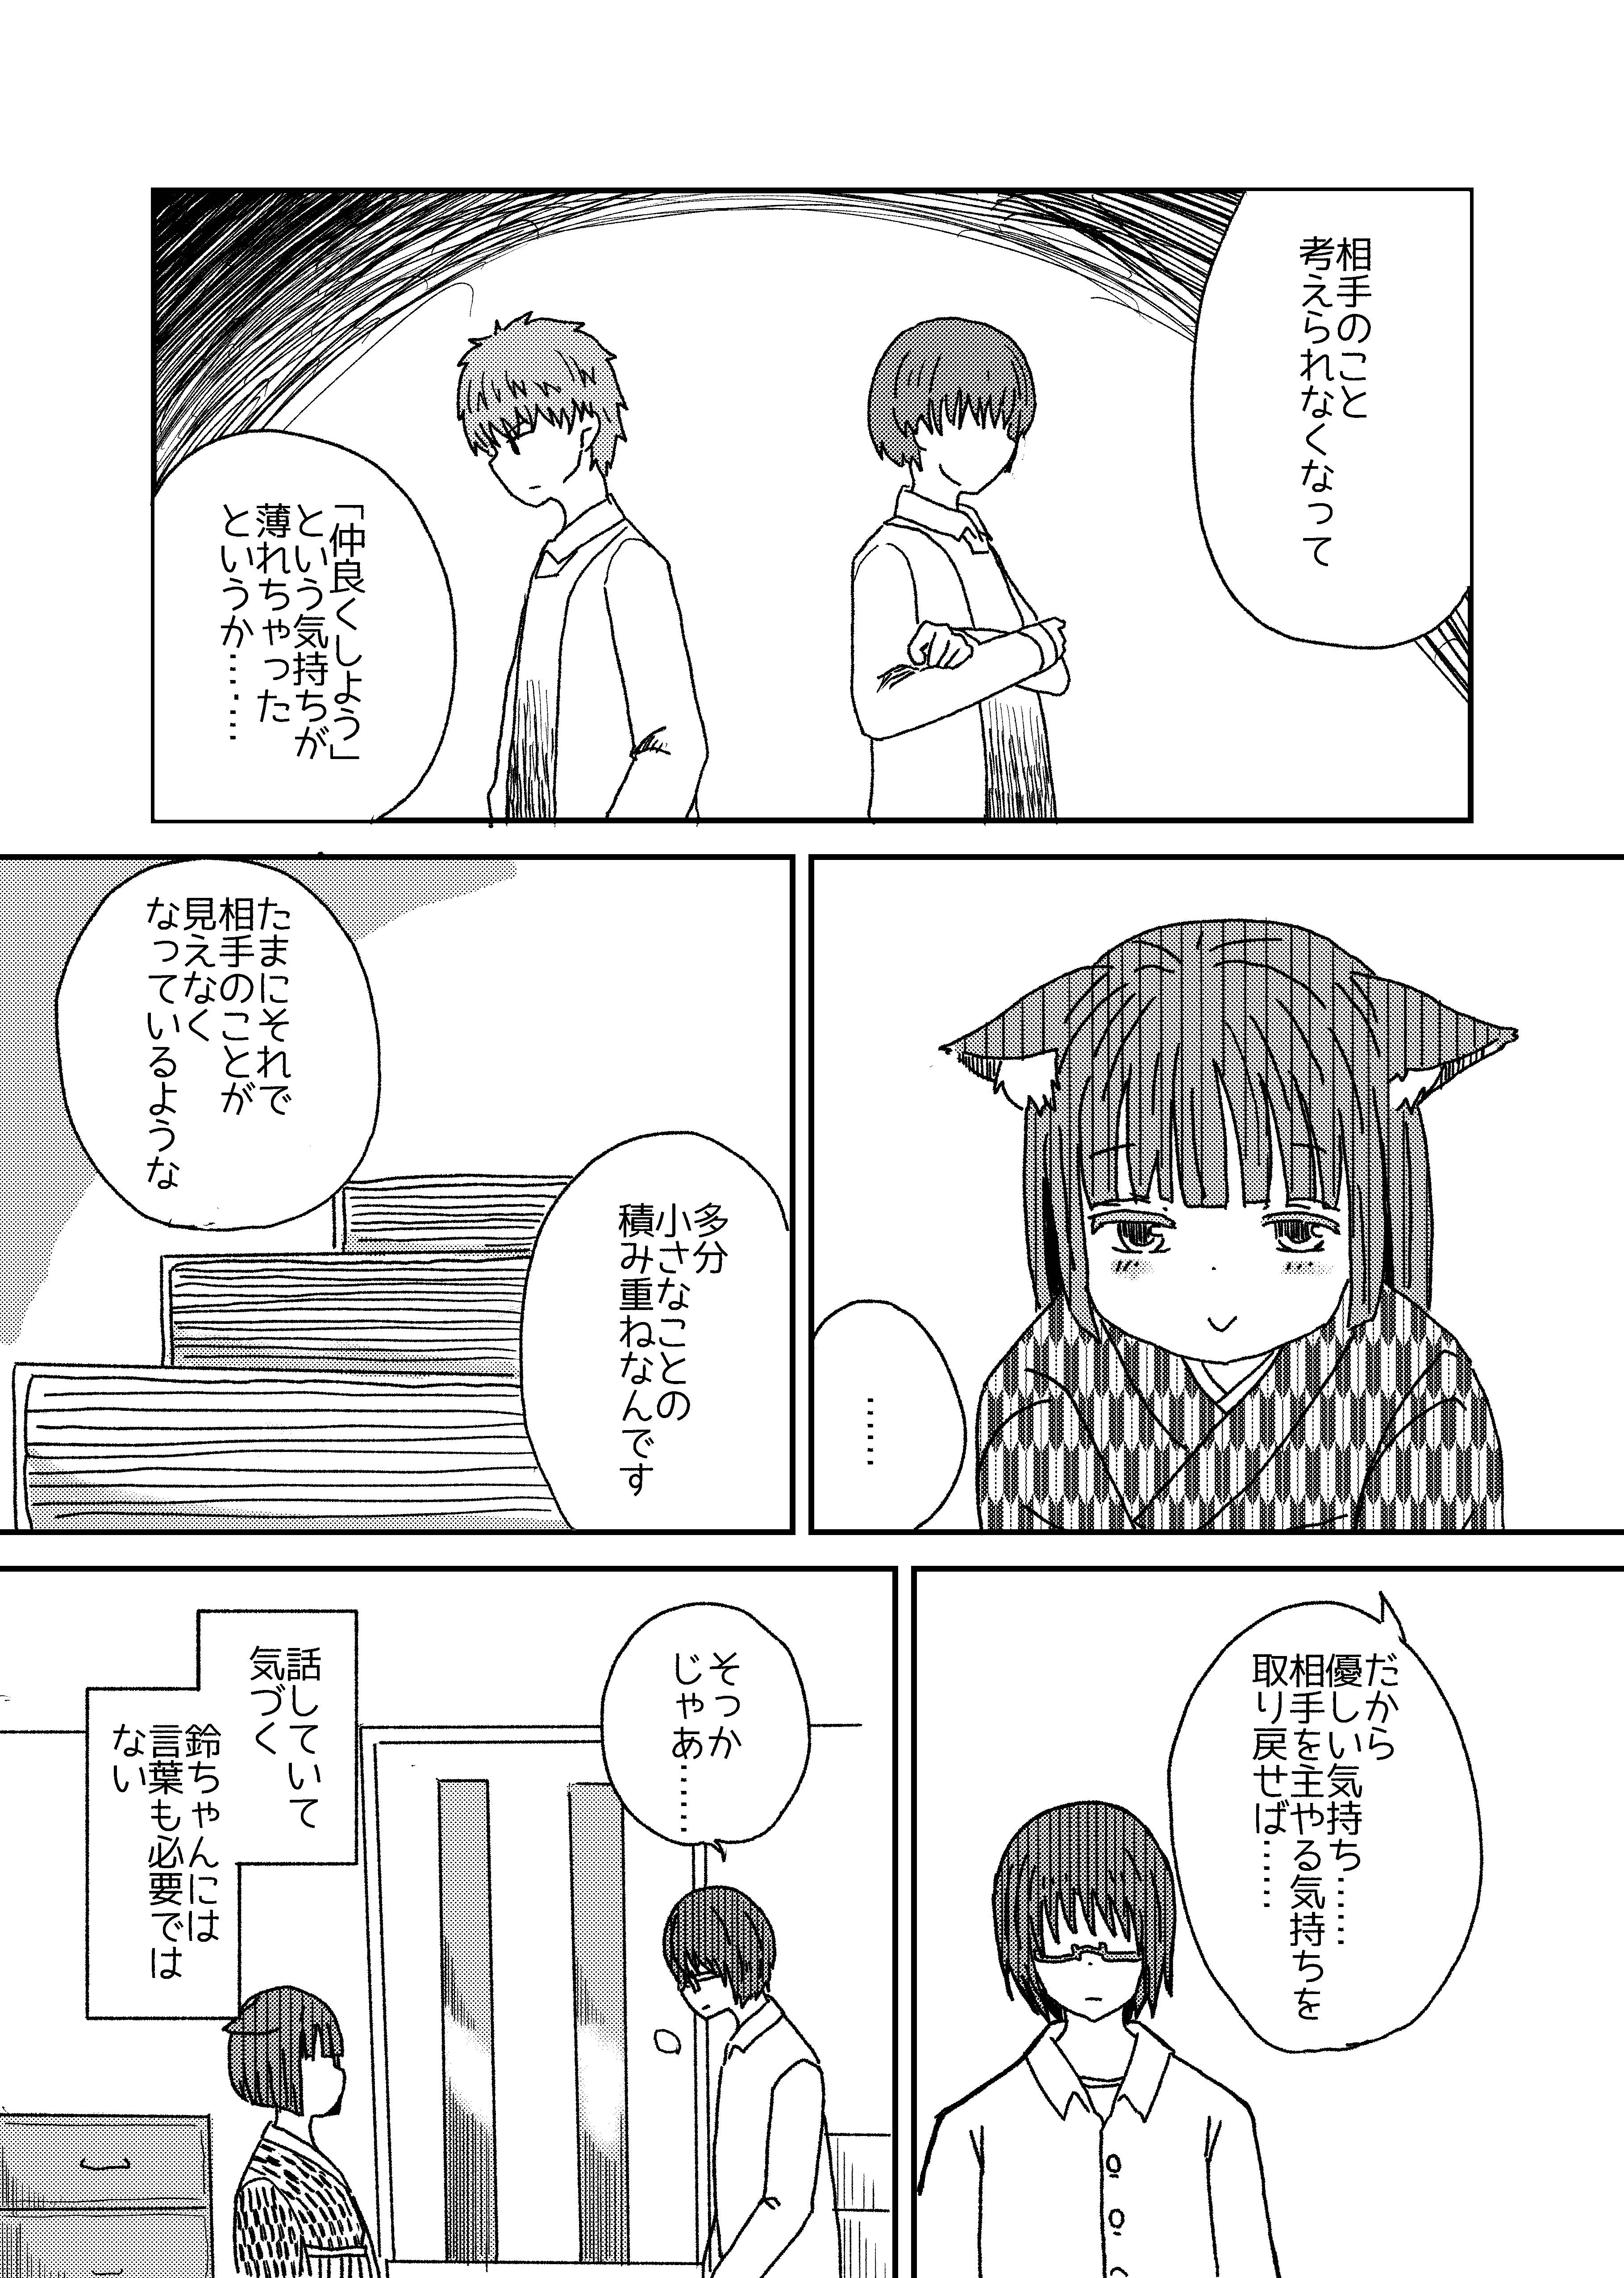 相手のこと
考えられなくなって
「仲良くしよう」
という気持ちが
薄れちゃった
というか………
……
多分
小さなことの
積み重ねなんです
たまにそれで
相手のことが
見えなく
なっているような
だから
優しい気持ち……
相手を主やる気持ちを
取り戻せば……
そっか
じゃあ………
話していて
気づく
鈴ちゃんには
言葉も必要では
ない